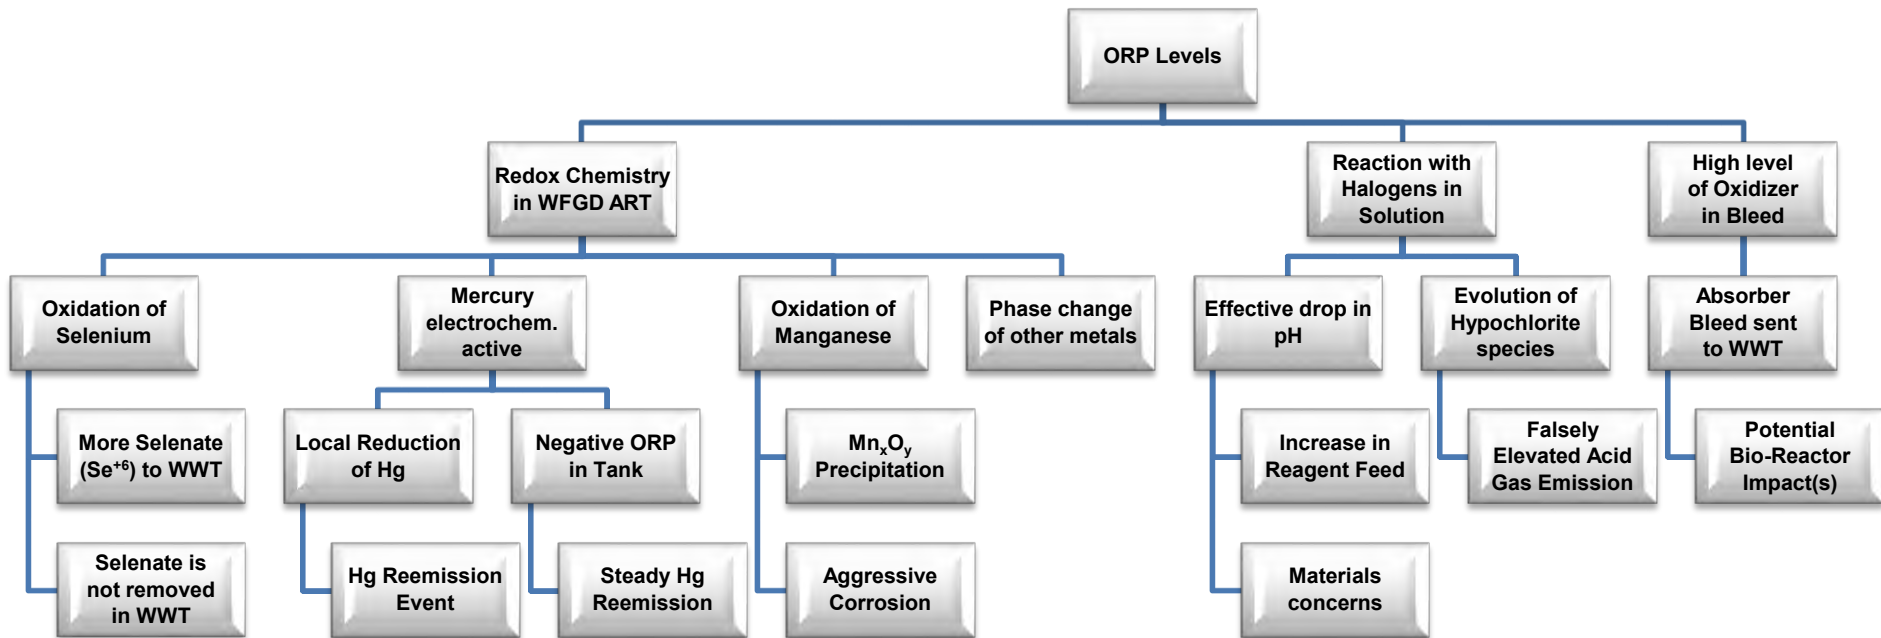 ORP Levels
Redox Chemistry
in WFGD ART
Reaction with
Halogens in
Solution
High level
of Oxidizer
in Bleed
Oxidation of
Selenium
Mercury
electrochem.
active
Oxidation of
Manganese
Phase change
of other metals
Effective drop in
pH
Evolution of
Hypochlorite
species
Absorber
Bleed sent
to WWT
More Selenate
(Se⁺⁶) to WWT
Local Reduction
of Hg
Negative ORP
in Tank
MnₓOᵧ
Precipitation
Increase in
Reagent Feed
Falsely
Elevated Acid
Gas Emission
Potential
Bio-Reactor
Impact(s)
Selenate is
not removed
in WWT
Hg Reemission
Event
Steady Hg
Reemission
Aggressive
Corrosion
Materials
concerns